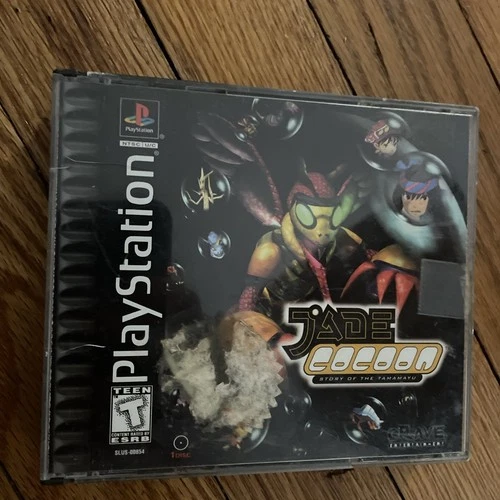 PlayStation
NTSC U/C
PlayStation
JADE
COCOON
STORY OF THE TAMAMAYU
TEEN
T
CONTENT RATED BY
ESRB
SLUS-00854
1 DISC
CRAVE
ENTERTAINMENT